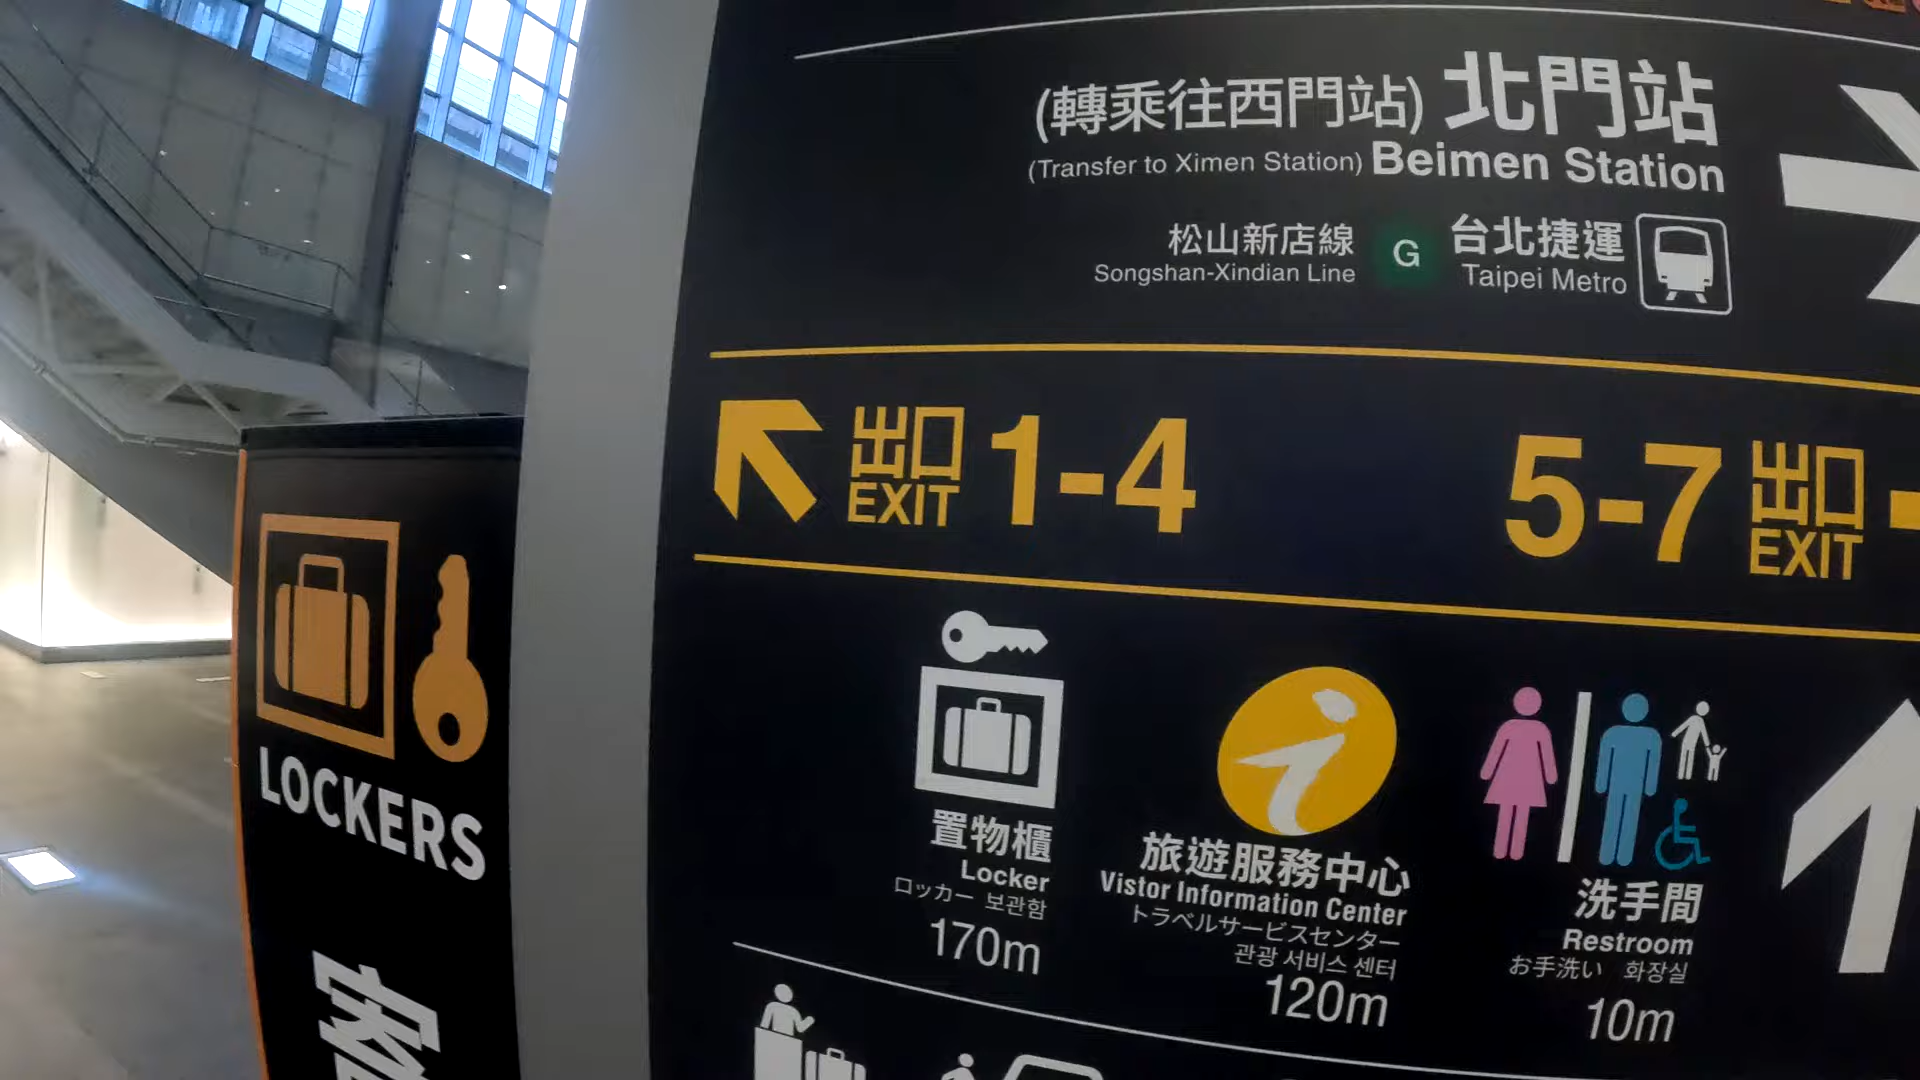 (轉乘往西門站) 北門站
(Transfer to Ximen Station) Beimen Station
松山新店線 G 台北捷運
Songshan-Xindian Line Taipei Metro
出口 1-4
EXIT
5-7 出口
EXIT
LOCKERS
置物櫃
Locker
ロッカー 보관함
170m
旅遊服務中心
Vistor Information Center
トラベルサービスセンター
관광 서비스 센터
120m
洗手間
Restroom
お手洗い 화장실
10m